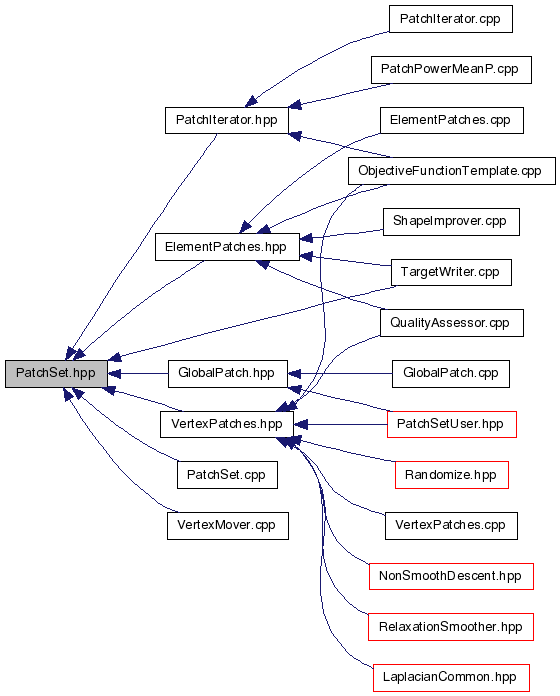 PatchIterator.cpp
PatchPowerMeanP.cpp
PatchIterator.hpp
ElementPatches.cpp
ObjectiveFunctionTemplate.cpp
ShapeImprover.cpp
ElementPatches.hpp
TargetWriter.cpp
QualityAssessor.cpp
PatchSet.hpp
GlobalPatch.hpp
GlobalPatch.cpp
VertexPatches.hpp
PatchSetUser.hpp
PatchSet.cpp
Randomize.hpp
VertexMover.cpp
VertexPatches.cpp
NonSmoothDescent.hpp
RelaxationSmoother.hpp
LaplacianCommon.hpp